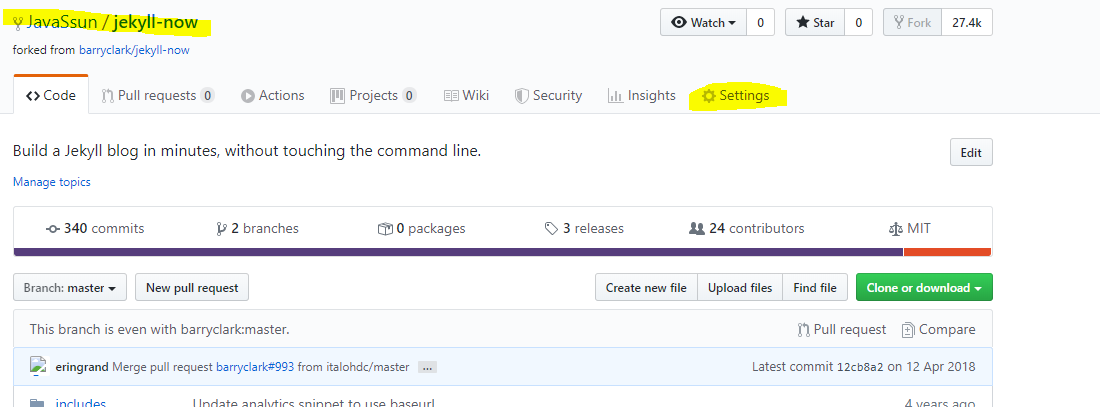 JavaSsun / jekyll-now
Watch 0 Star 0 Fork 27.4k
forked from barryclark/jekyll-now
Code Pull requests 0 Actions Projects 0 Wiki Security Insights Settings
Build a Jekyll blog in minutes, without touching the command line.
Edit
Manage topics
340 commits 2 branches 0 packages 3 releases 24 contributors MIT
Branch: master New pull request Create new file Upload files Find file Clone or download
This branch is even with barryclark:master. Pull request Compare
eringrand Merge pull request barryclark#993 from italohdc/master ... Latest commit 12cb8a2 on 12 Apr 2018
_includes Update analytics snippet to use baseurl 4 years ago